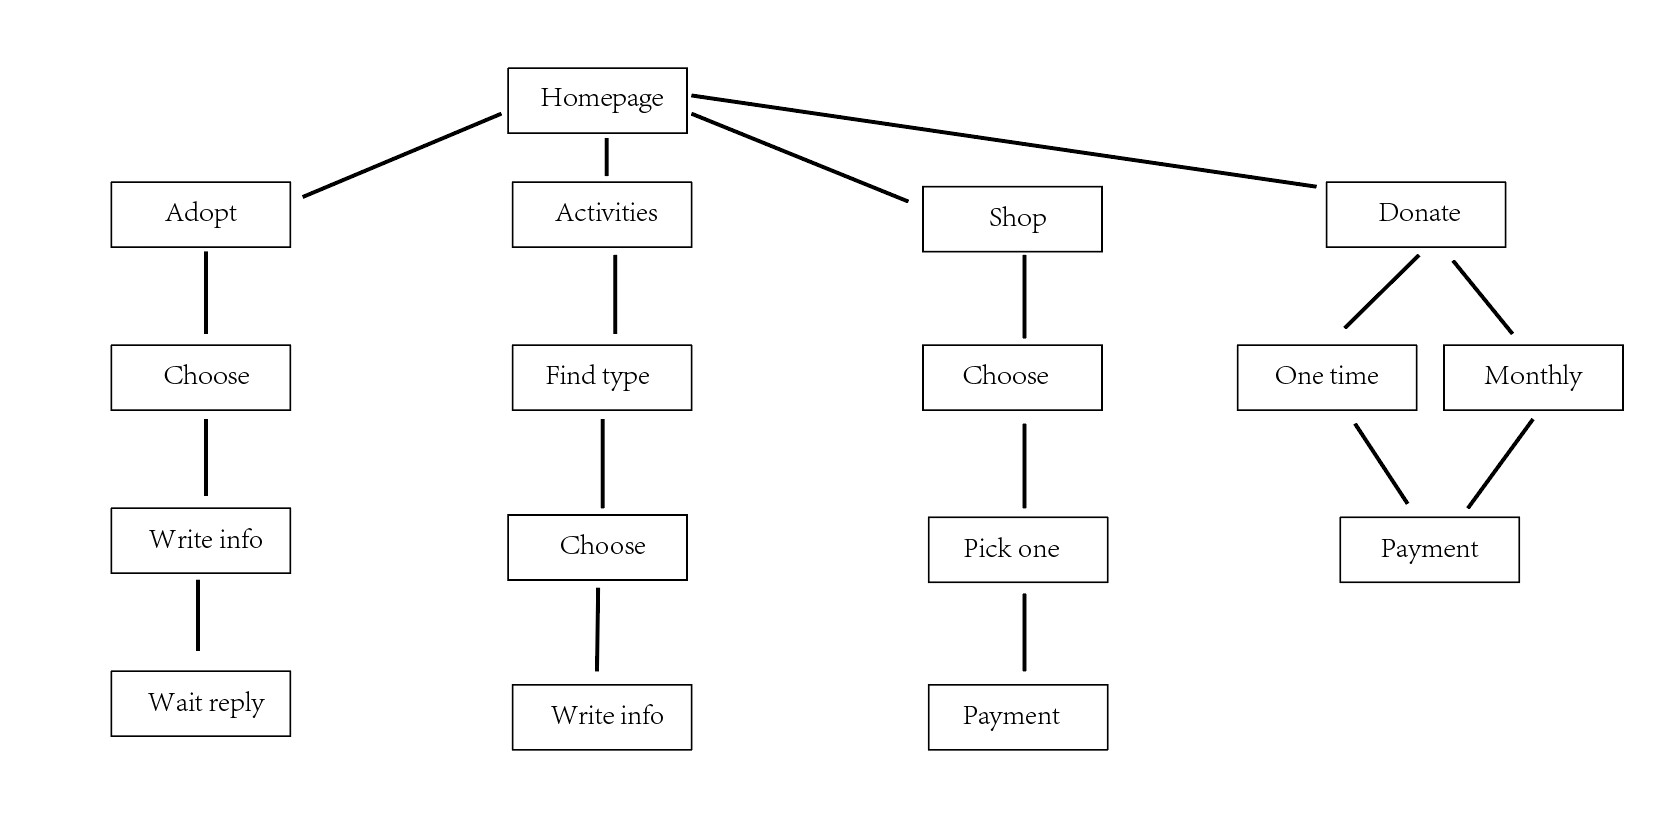 Homepage
Adopt
Activities
Shop
Donate
Choose
Find type
Choose
One time
Monthly
Write info
Choose
Pick one
Payment
Wait reply
Write info
Payment